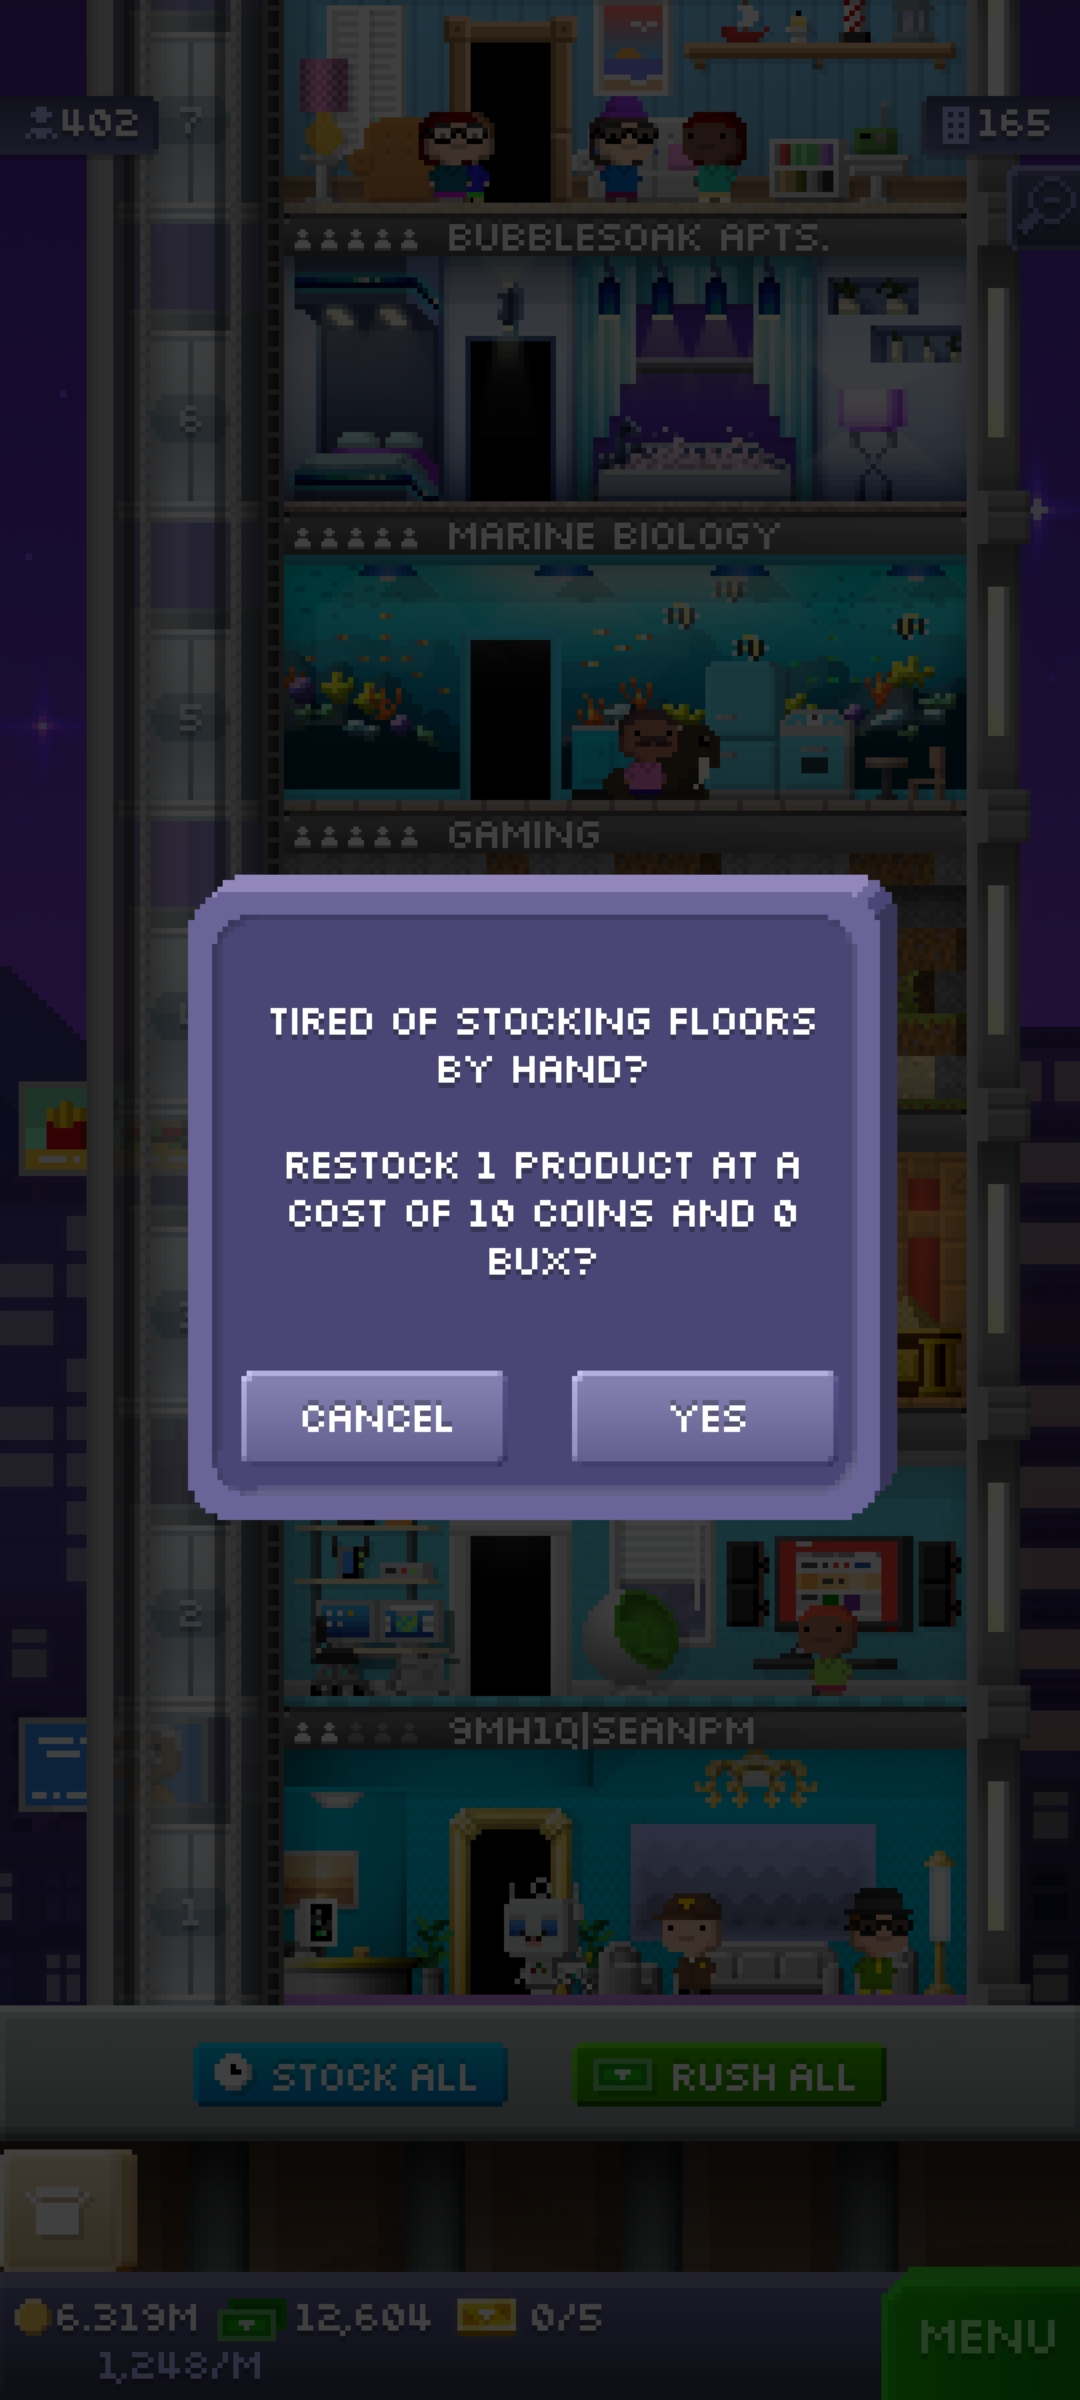 402
7
165
BUBBLESOAK APTS.
6
MARINE BIOLOGY
5
GAMING
TIRED OF STOCKING FLOORS
BY HAND?
RESTOCK 1 PRODUCT AT A
COST OF 10 COINS AND 0
BUX?
CANCEL
YES
2
9MH1Q|SEANPM
1
STOCK ALL
RUSH ALL
6.319M
12,604
0/5
1,248/M
MENU